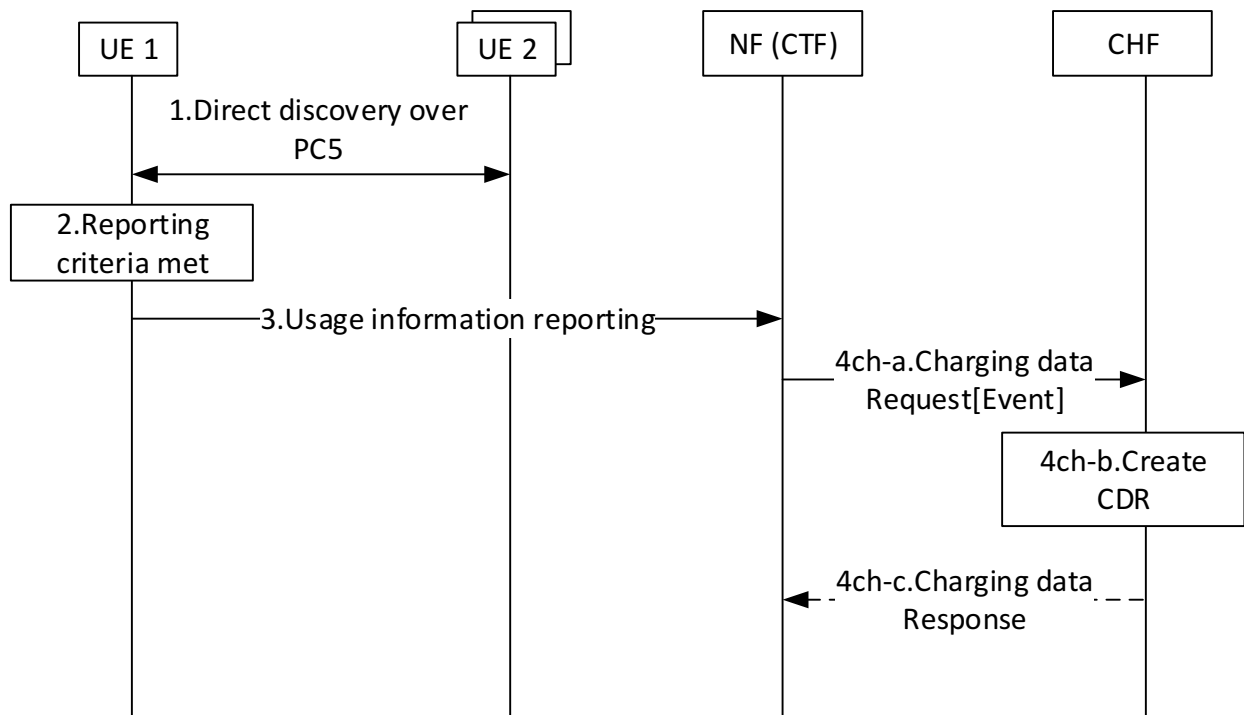 UE 1
UE 2
NF (CTF)
CHF
1.Direct discovery over
PC5
2.Reporting
criteria met
3.Usage information reporting
4ch-a.Charging data
Request[Event]
4ch-b.Create
CDR
4ch-c.Charging data
Response